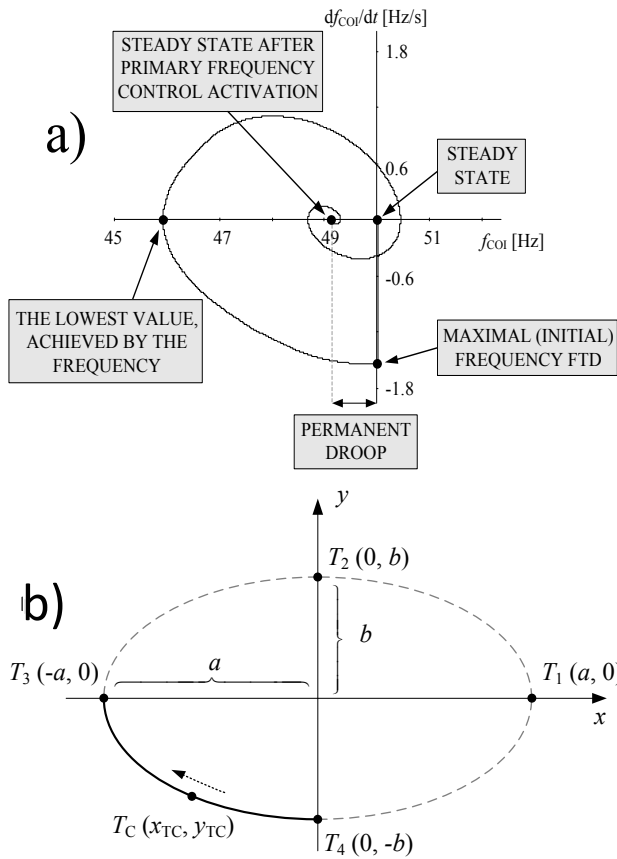 df_COI/dt [Hz/s]
STEADY STATE AFTER
PRIMARY FREQUENCY
CONTROL ACTIVATION
1.8
a)
0.6
STEADY
STATE
45
47
49
51
f_COI [Hz]
-0.6
THE LOWEST VALUE,
ACHIEVED BY THE
FREQUENCY
MAXIMAL (INITIAL)
FREQUENCY FTD
-1.8
PERMANENT
DROOP
y
b)
T_2 (0, b)
b
a
T_3 (-a, 0)
T_1 (a, 0)
x
T_C (x_TC, y_TC)
T_4 (0, -b)